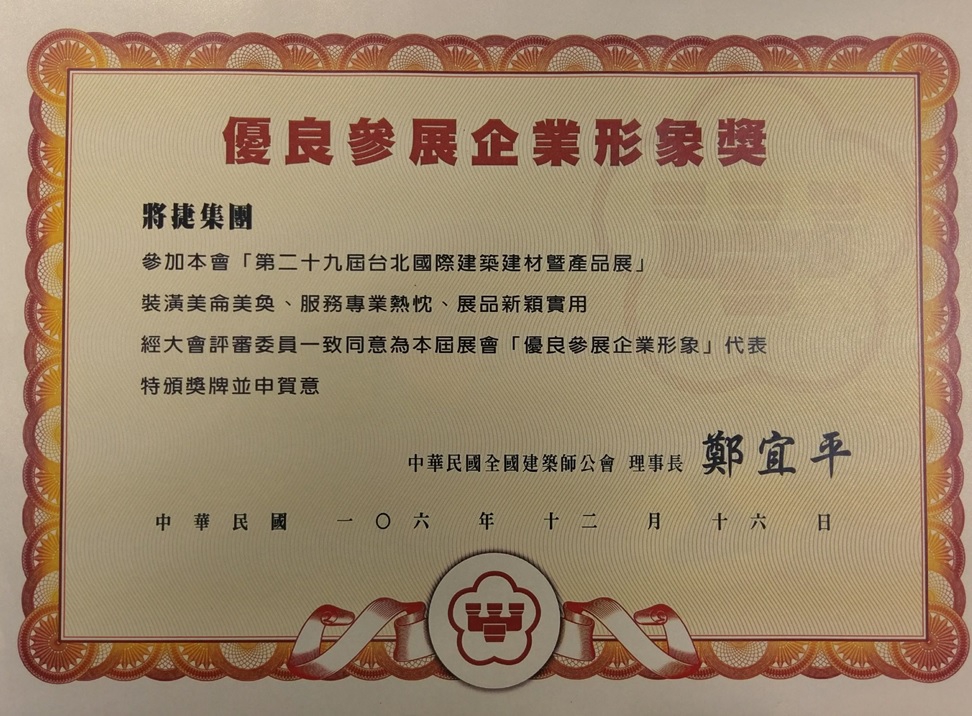 優良參展企業形象獎
將捷集團
參加本會「第二十九屆台北國際建築建材暨產品展」
裝潢美侖美奐、服務專業熱忱、展品新穎實用
經大會評審委員一致同意為本屆展會「優良參展企業形象」代表
特頒獎牌並申賀意
中華民國全國建築師公會 理事長 鄭宜平
中華民國 一〇六 年 十二 月 十六 日